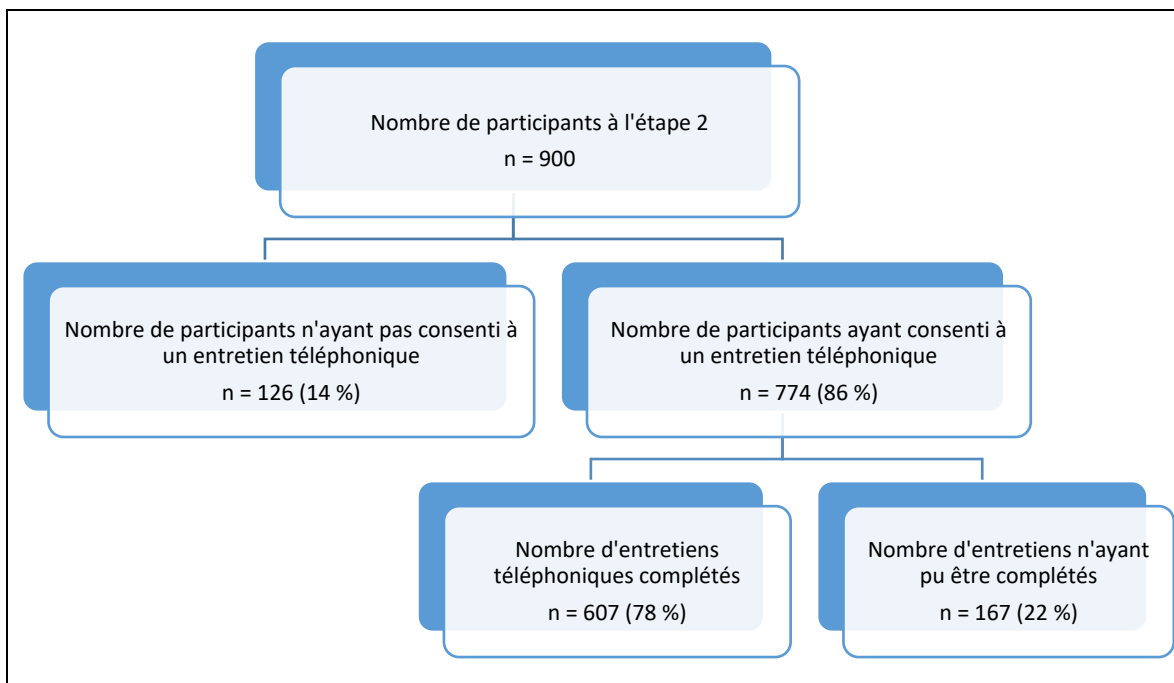 Nombre de participants à l'étape 2
n = 900
Nombre de participants n'ayant pas consenti à
un entretien téléphonique
n = 126 (14 %)
Nombre de participants ayant consenti à
un entretien téléphonique
n = 774 (86 %)
Nombre d'entretiens
téléphoniques complétés
n = 607 (78 %)
Nombre d'entretiens n'ayant
pu être complétés
n = 167 (22 %)